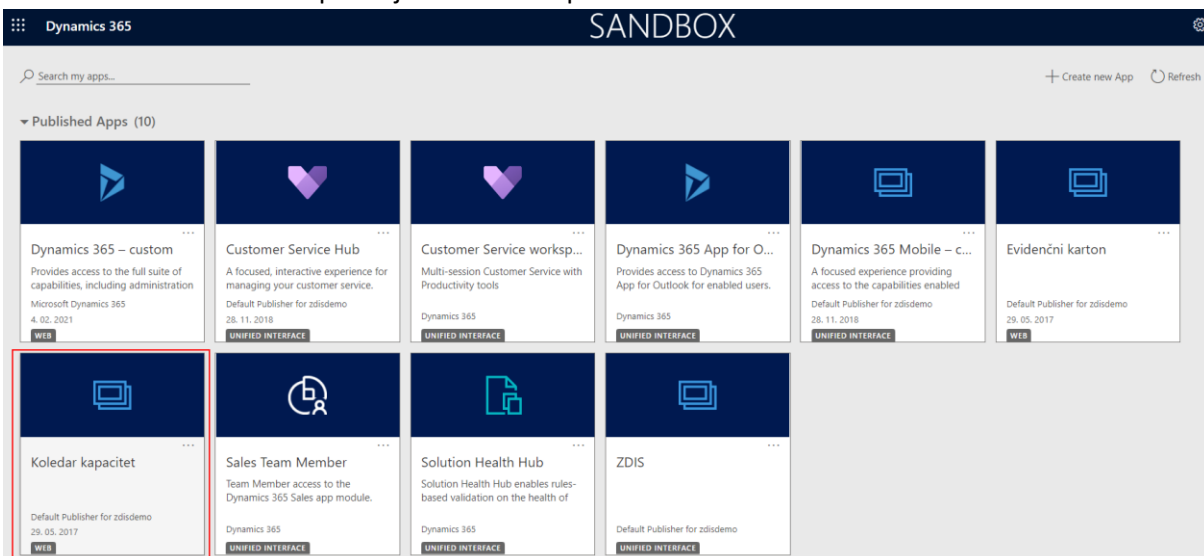 Dynamics 365
SANDBOX
Search my apps...
Create new App
Refresh
Published Apps (10)
Dynamics 365 – custom
Provides access to the full suite of
capabilities, including administration
Microsoft Dynamics 365
4. 02. 2021
WEB
Customer Service Hub
A focused, interactive experience for
managing your customer service.
Default Publisher for zdisdemo
28. 11. 2018
UNIFIED INTERFACE
Customer Service worksp...
Multi-session Customer Service with
Productivity tools
Dynamics 365
UNIFIED INTERFACE
Dynamics 365 App for O...
Provides access to Dynamics 365
App for Outlook for enabled users.
Dynamics 365
UNIFIED INTERFACE
Dynamics 365 Mobile – c...
A focused experience providing
access to the capabilities enabled
Default Publisher for zdisdemo
28. 11. 2018
UNIFIED INTERFACE
Evidenčni karton
Default Publisher for zdisdemo
29. 05. 2017
WEB
Koledar kapacitet
Default Publisher for zdisdemo
29. 05. 2017
WEB
Sales Team Member
Team Member access to the
Dynamics 365 Sales app module.
Dynamics 365
UNIFIED INTERFACE
Solution Health Hub
Solution Health Hub enables rules-
based validation on the health of
Dynamics 365
UNIFIED INTERFACE
ZDIS
Default Publisher for zdisdemo
UNIFIED INTERFACE